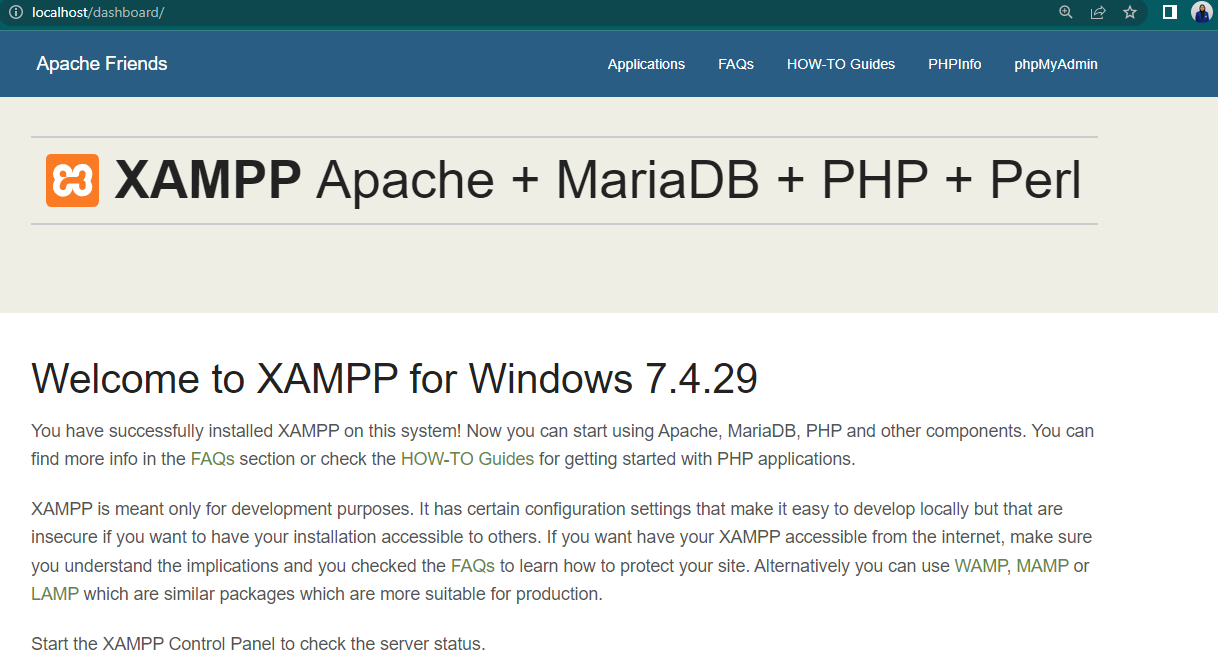 localhost/dashboard/
Apache Friends
Applications FAQs HOW-TO Guides PHPInfo phpMyAdmin
XAMPP Apache + MariaDB + PHP + Perl
Welcome to XAMPP for Windows 7.4.29
You have successfully installed XAMPP on this system! Now you can start using Apache, MariaDB, PHP and other components. You can
find more info in the FAQs section or check the HOW-TO Guides for getting started with PHP applications.
XAMPP is meant only for development purposes. It has certain configuration settings that make it easy to develop locally but that are
insecure if you want to have your installation accessible to others. If you want have your XAMPP accessible from the internet, make sure
you understand the implications and you checked the FAQs to learn how to protect your site. Alternatively you can use WAMP, MAMP or
LAMP which are similar packages which are more suitable for production.
Start the XAMPP Control Panel to check the server status.